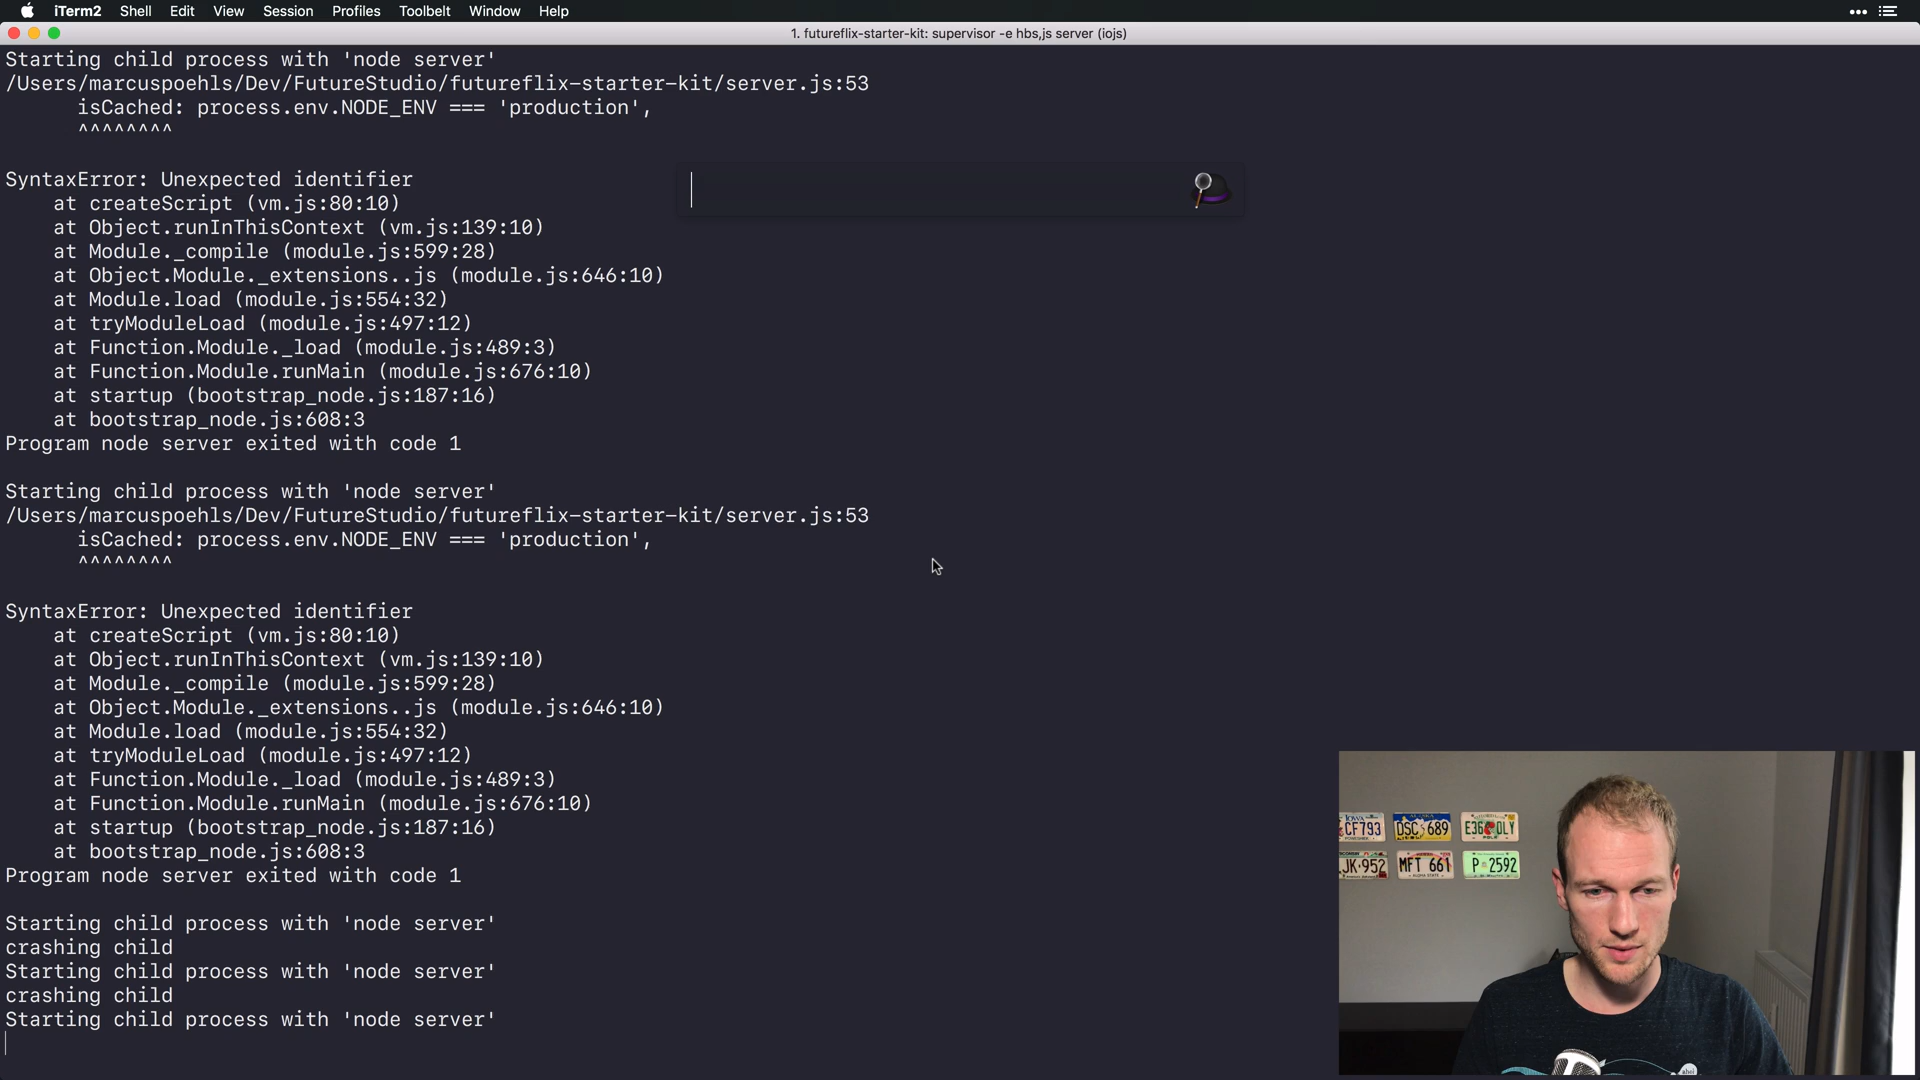 iTerm2 Shell Edit View Session Profiles Toolbelt Window Help
1. futureflix-starter-kit: supervisor -e hbs,js server (iojs)
Starting child process with 'node server'
/Users/marcuspoehls/Dev/FutureStudio/futureflix-starter-kit/server.js:53
      isCached: process.env.NODE_ENV === 'production',
      ^^^^^^^^

SyntaxError: Unexpected identifier
    at createScript (vm.js:80:10)
    at Object.runInThisContext (vm.js:139:10)
    at Module._compile (module.js:599:28)
    at Object.Module._extensions..js (module.js:646:10)
    at Module.load (module.js:554:32)
    at tryModuleLoad (module.js:497:12)
    at Function.Module._load (module.js:489:3)
    at Function.Module.runMain (module.js:676:10)
    at startup (bootstrap_node.js:187:16)
    at bootstrap_node.js:608:3
Program node server exited with code 1

Starting child process with 'node server'
/Users/marcuspoehls/Dev/FutureStudio/futureflix-starter-kit/server.js:53
      isCached: process.env.NODE_ENV === 'production',
      ^^^^^^^^

SyntaxError: Unexpected identifier
    at createScript (vm.js:80:10)
    at Object.runInThisContext (vm.js:139:10)
    at Module._compile (module.js:599:28)
    at Object.Module._extensions..js (module.js:646:10)
    at Module.load (module.js:554:32)
    at tryModuleLoad (module.js:497:12)
    at Function.Module._load (module.js:489:3)
    at Function.Module.runMain (module.js:676:10)
    at startup (bootstrap_node.js:187:16)
    at bootstrap_node.js:608:3
Program node server exited with code 1

Starting child process with 'node server'
crashing child
Starting child process with 'node server'
crashing child
Starting child process with 'node server'
CF793 DSC 689
JK·952 MFT 661 P 2592